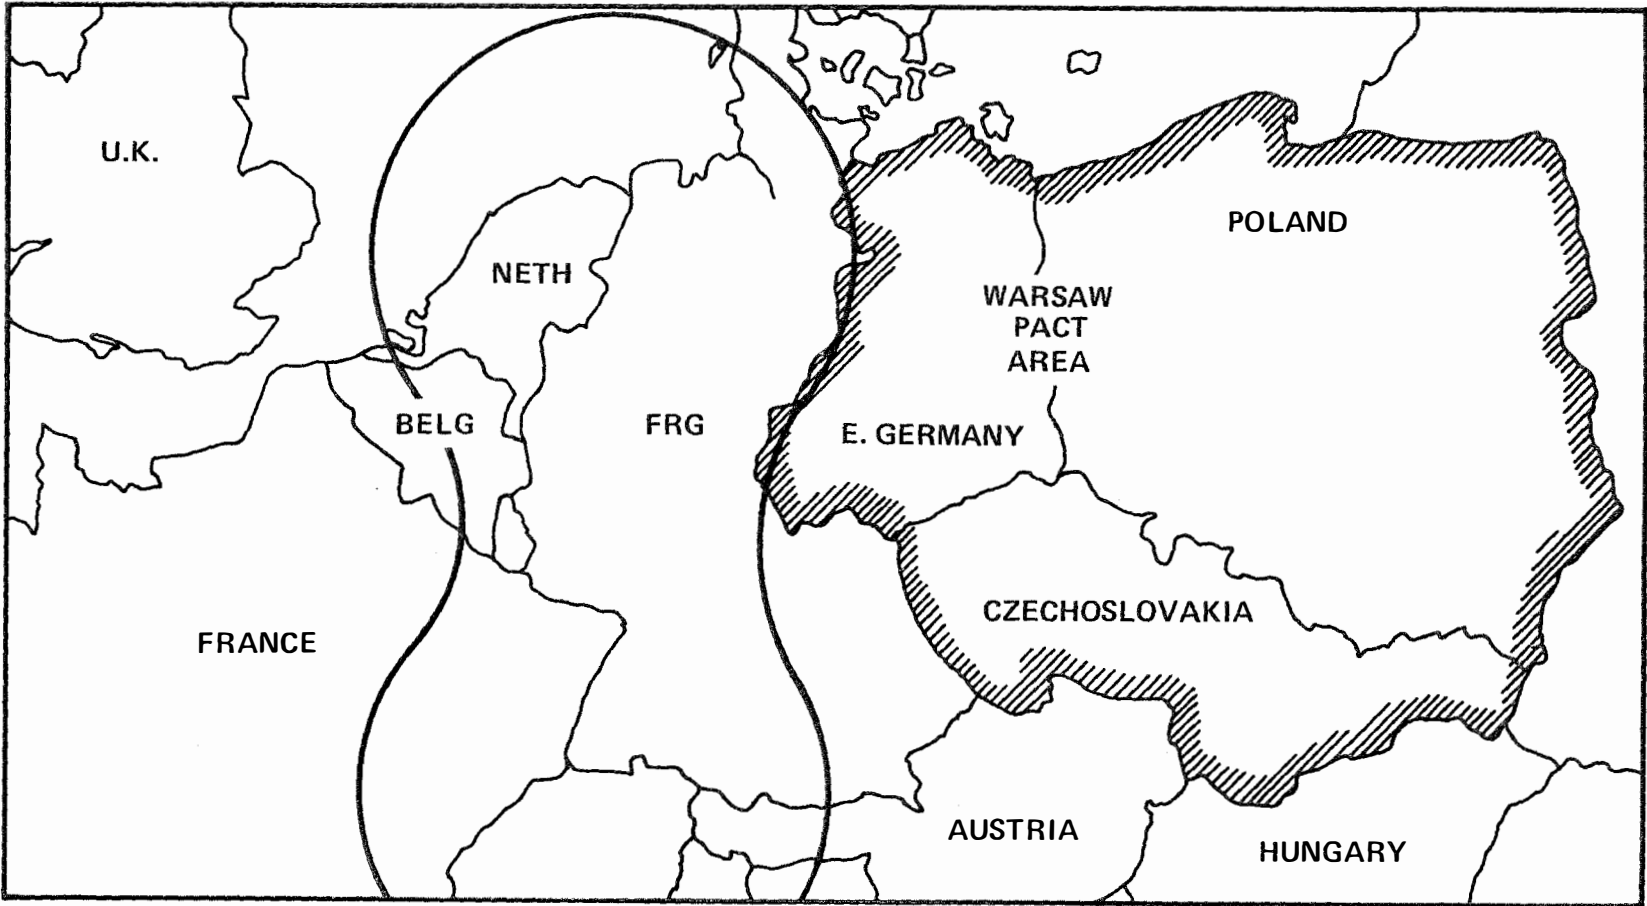 U.K.
POLAND
NETH
WARSAW
PACT
AREA
BELG
FRG
E. GERMANY
CZECHOSLOVAKIA
FRANCE
AUSTRIA
HUNGARY